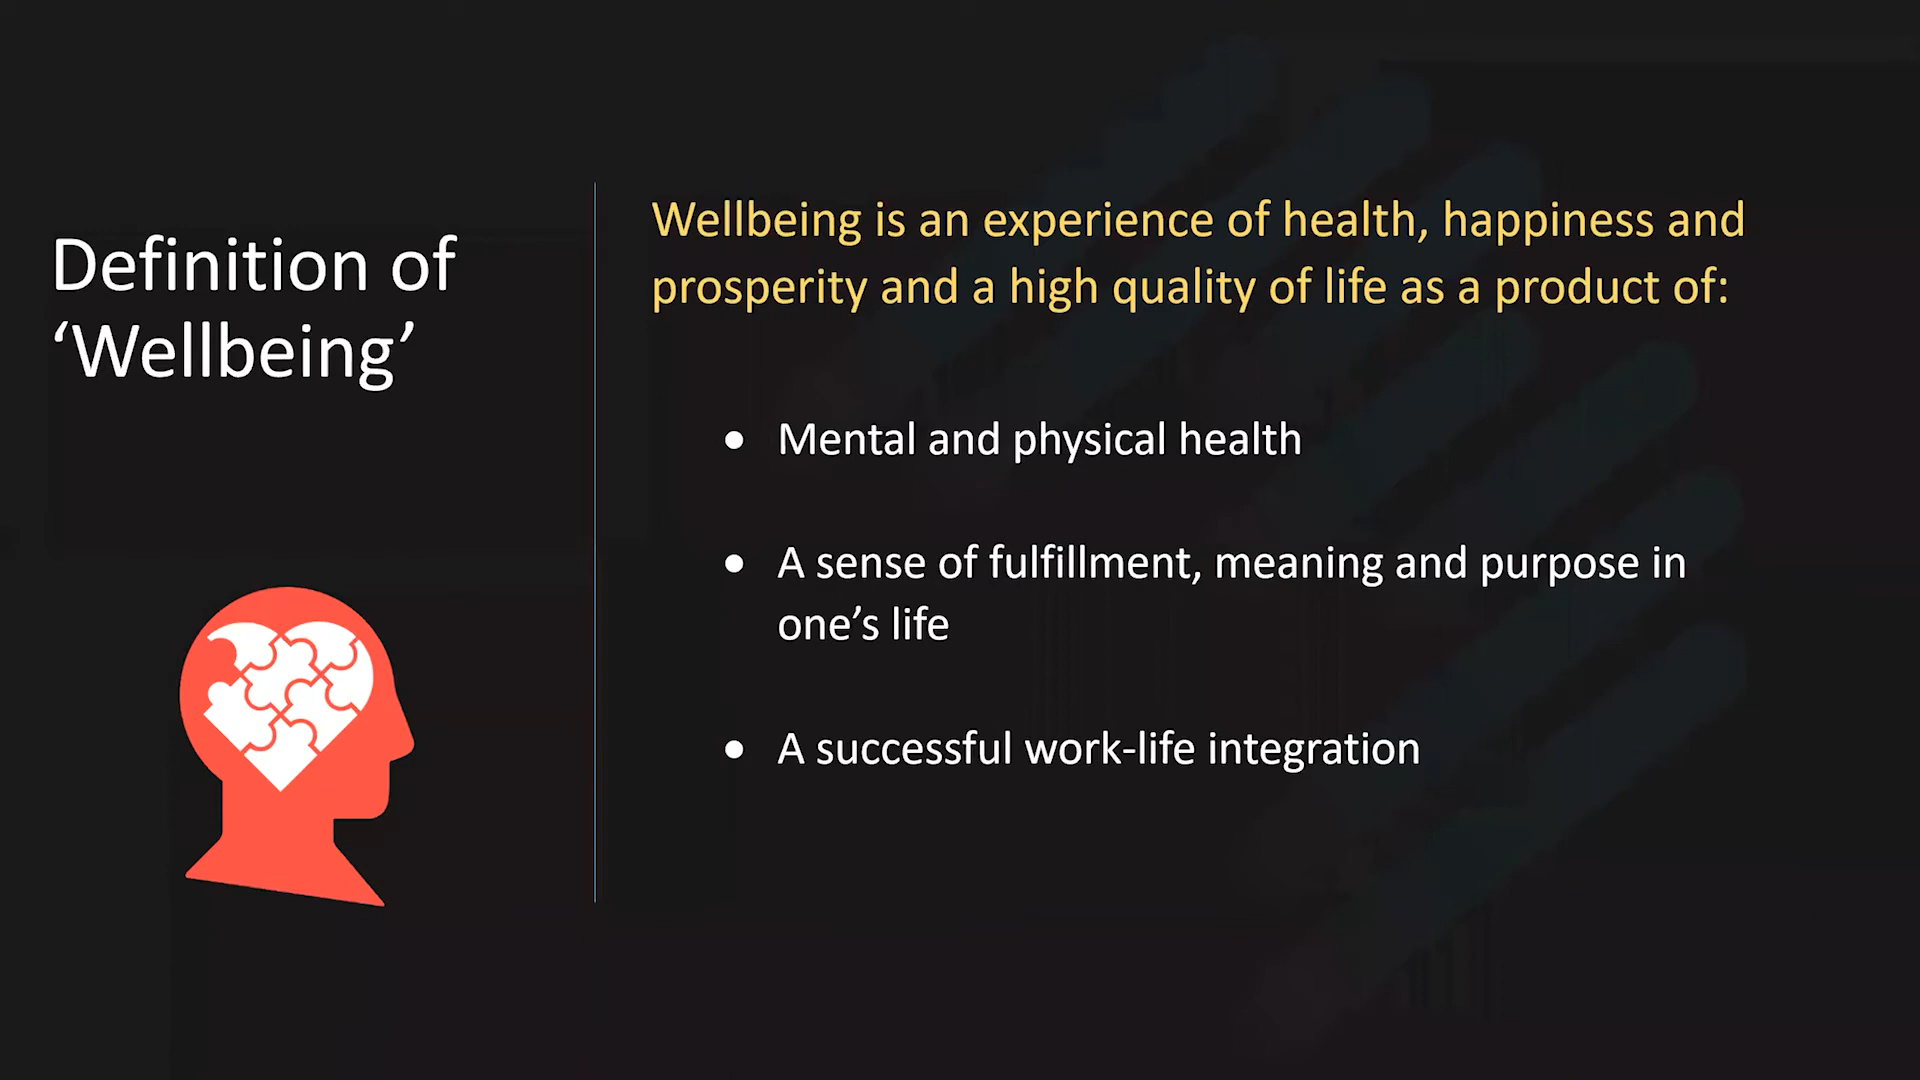 Definition of
‘Wellbeing’
Wellbeing is an experience of health, happiness and
prosperity and a high quality of life as a product of:
● Mental and physical health
● A sense of fulfillment, meaning and purpose in
one’s life
● A successful work-life integration